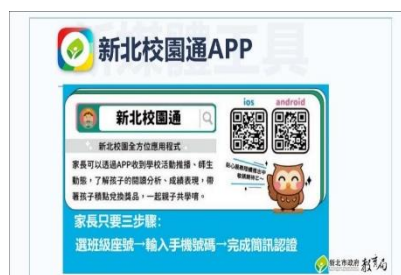 新北校園通APP
新北校園通
新北校園全方位應用程式
家長可以透過APP收到學校活動推播、師生
動態，了解孩子的閱讀分析、成績表現，帶
著孩子積點兌換獎品，一起親子共學唷。
ios
android
家長只要三步驟:
選班級座號→輸入手機號碼→完成簡訊認證
新北市政府 教育局